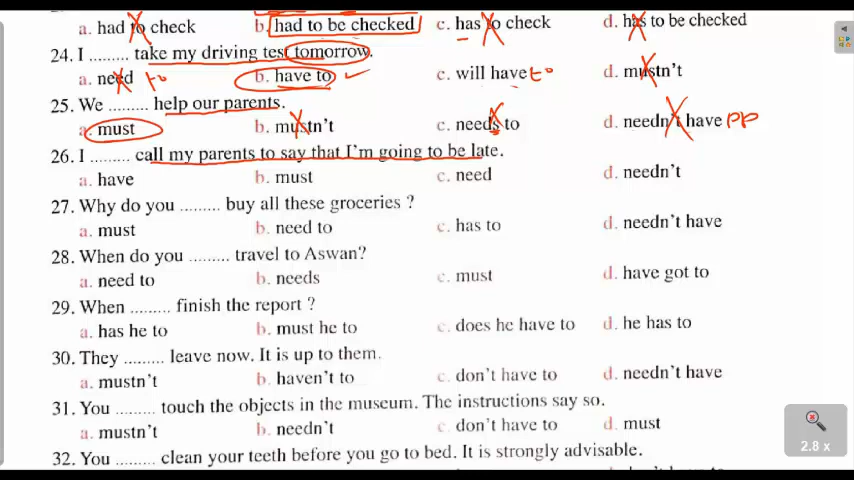 a. had to check b. had to be checked c. has to check d. has to be checked
24. I ......... take my driving test tomorrow.
a. need to b. have to c. will have to d. mustn't
25. We ......... help our parents.
a. must b. mustn't c. needs to d. needn't have PP
26. I ......... call my parents to say that I'm going to be late.
a. have b. must c. need d. needn't
27. Why do you ......... buy all these groceries ?
a. must b. need to c. has to d. needn't have
28. When do you ......... travel to Aswan?
a. need to b. needs c. must d. have got to
29. When ......... finish the report ?
a. has he to b. must he to c. does he have to d. he has to
30. They ......... leave now. It is up to them.
a. mustn't b. haven't to c. don't have to d. needn't have
31. You ......... touch the objects in the museum. The instructions say so.
a. mustn't b. needn't c. don't have to d. must
32. You ......... clean your teeth before you go to bed. It is strongly advisable.
2.8 x